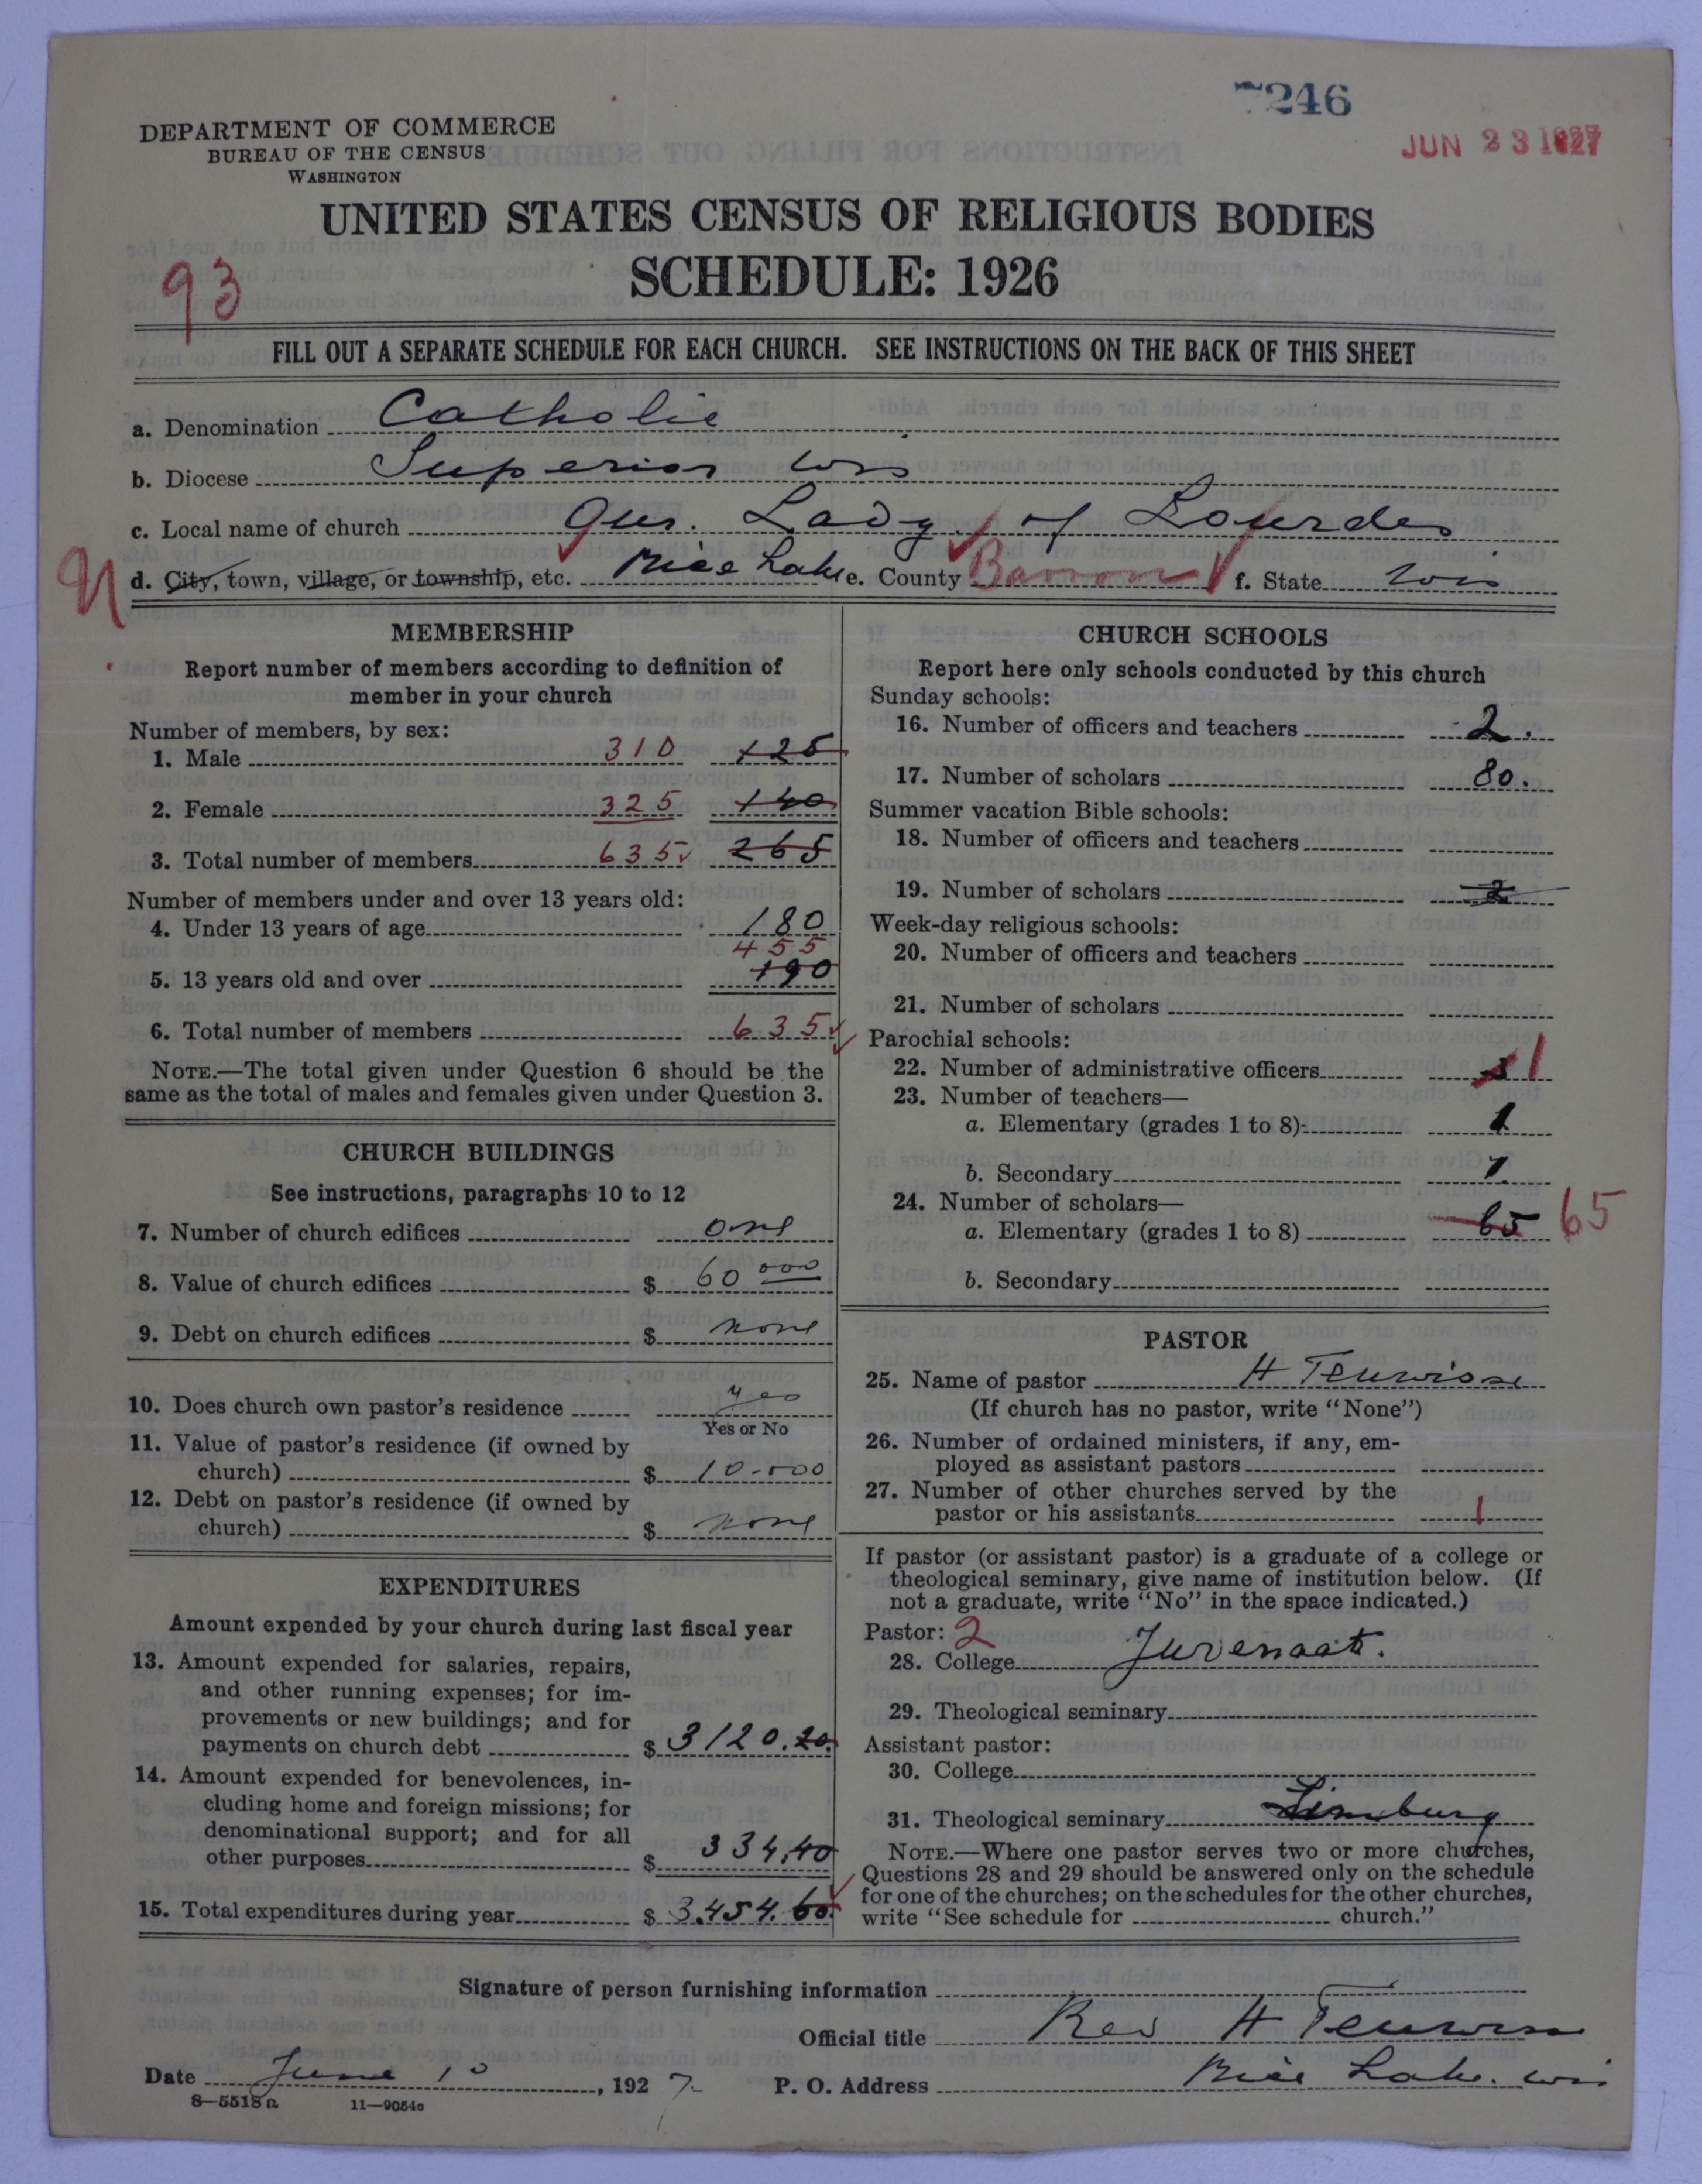 7246
JUN 23 1927
DEPARTMENT OF COMMERCE
BUREAU OF THE CENSUS
WASHINGTON
UNITED STATES CENSUS OF RELIGIOUS BODIES
SCHEDULE: 1926
93
FILL OUT A SEPARATE SCHEDULE FOR EACH CHURCH. SEE INSTRUCTIONS ON THE BACK OF THIS SHEET
a. Denomination Catholic
b. Diocese Superior Wis
c. Local name of church Our. Lady of Lourdes
d. City, town, village, or township, etc. Rice Lake e. County Barron f. State Wis
MEMBERSHIP
Report number of members according to definition of
member in your church
Number of members, by sex:
1. Male 310 125
2. Female 325 140
3. Total number of members 635 265
Number of members under and over 13 years old:
4. Under 13 years of age 180
455
5. 13 years old and over 190
6. Total number of members 635
NOTE.—The total given under Question 6 should be the
same as the total of males and females given under Question 3.
CHURCH BUILDINGS
See instructions, paragraphs 10 to 12
7. Number of church edifices one
8. Value of church edifices $ 60 000
9. Debt on church edifices $ none
10. Does church own pastor's residence yes
Yes or No
11. Value of pastor's residence (if owned by
church) $ 10-000
12. Debt on pastor's residence (if owned by
church) $ none
EXPENDITURES
Amount expended by your church during last fiscal year
13. Amount expended for salaries, repairs,
and other running expenses; for im-
provements or new buildings; and for
payments on church debt $ 3120.20
14. Amount expended for benevolences, in-
cluding home and foreign missions; for
denominational support; and for all
other purposes $ 334.40
15. Total expenditures during year $ 3.454.60
CHURCH SCHOOLS
Report here only schools conducted by this church
Sunday schools:
16. Number of officers and teachers 2.
17. Number of scholars 80.
Summer vacation Bible schools:
18. Number of officers and teachers
19. Number of scholars 2
Week-day religious schools:
20. Number of officers and teachers
21. Number of scholars
Parochial schools:
22. Number of administrative officers 1
23. Number of teachers—
a. Elementary (grades 1 to 8)
b. Secondary
24. Number of scholars—
a. Elementary (grades 1 to 8) 65 65
b. Secondary
PASTOR
25. Name of pastor H
(If church has no pastor, write "None")
26. Number of ordained ministers, if any, em-
ployed as assistant pastors
27. Number of other churches served by the
pastor or his assistants 1
If pastor (or assistant pastor) is a graduate of a college or
theological seminary, give name of institution below. (If
not a graduate, write "No" in the space indicated.)
Pastor: 2
28. College Juvenaat.
29. Theological seminary
Assistant pastor:
30. College
31. Theological seminary Limburg
NOTE.—Where one pastor serves two or more churches,
Questions 28 and 29 should be answered only on the schedule
for one of the churches; on the schedules for the other churches,
write "See schedule for church."
Signature of person furnishing information
Official title Rev H
Date June 10, 1927
P. O. Address Rice Lake. Wis
8—5518a 11—9054c